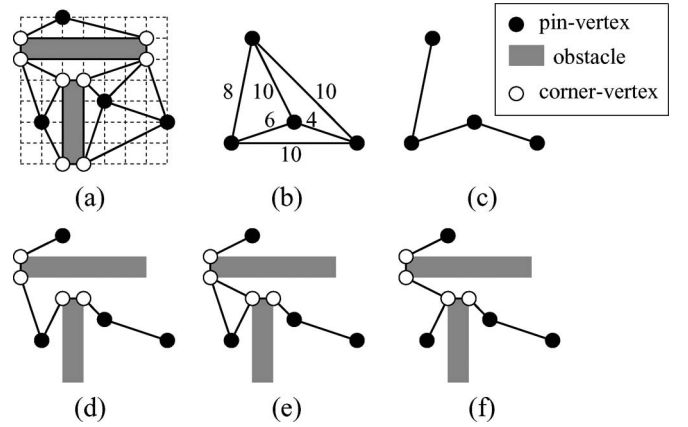 pin-vertex
obstacle
corner-vertex
8
10
10
6
4
10
(a)
(b)
(c)
(d)
(e)
(f)